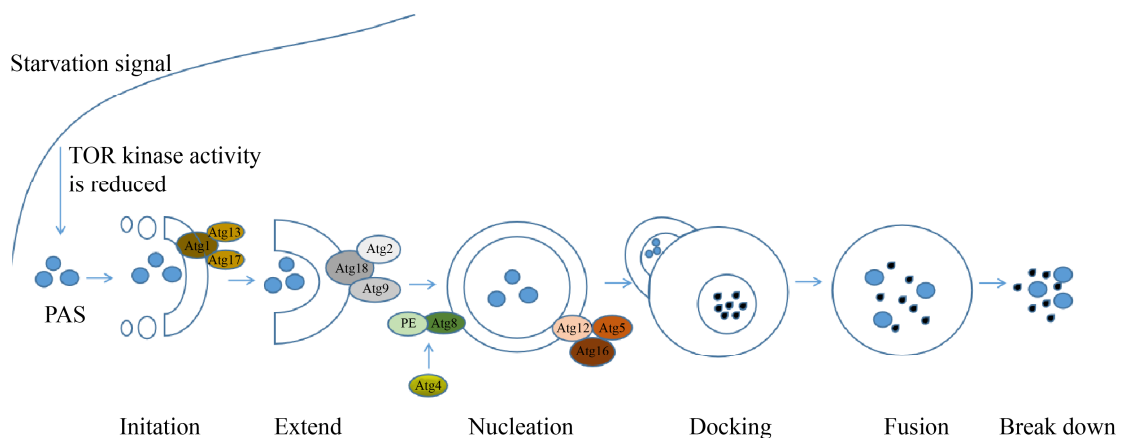 Starvation signal
TOR kinase activity
is reduced
Atg13
Atg1
Atg17
Atg2
Atg18
Atg9
PAS
PE
Atg8
Atg12
Atg5
Atg16
Atg4
Initation
Extend
Nucleation
Docking
Fusion
Break down